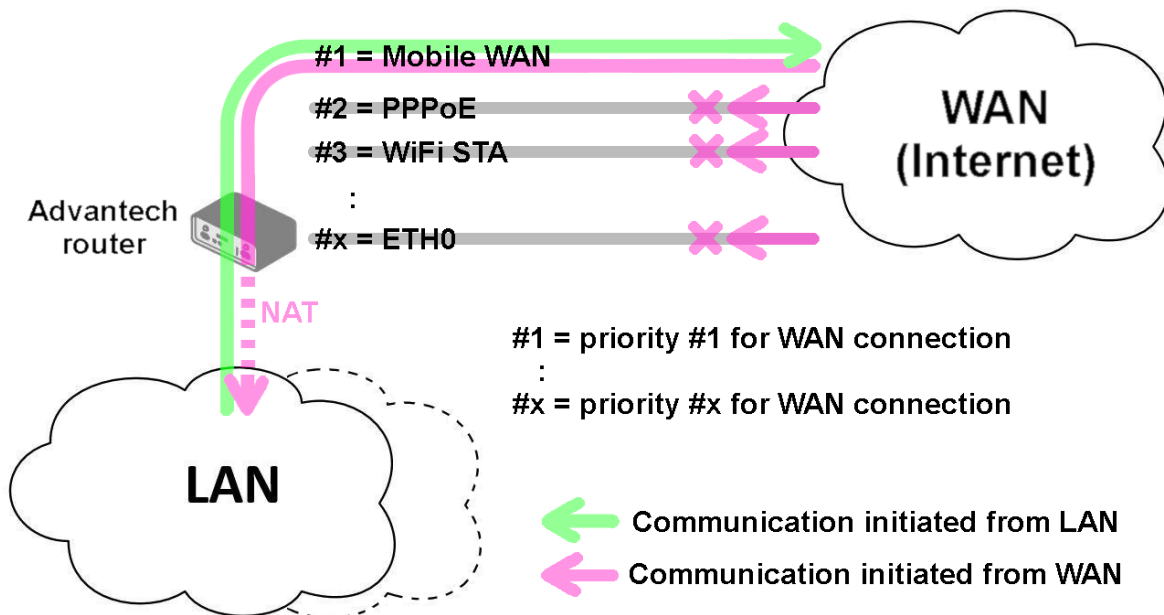 #1 = Mobile WAN
#2 = PPPoE
#3 = WiFi STA
:
#x = ETH0
WAN
(Internet)
Advantech
router
NAT
#1 = priority #1 for WAN connection
:
#x = priority #x for WAN connection
LAN
Communication initiated from LAN
Communication initiated from WAN